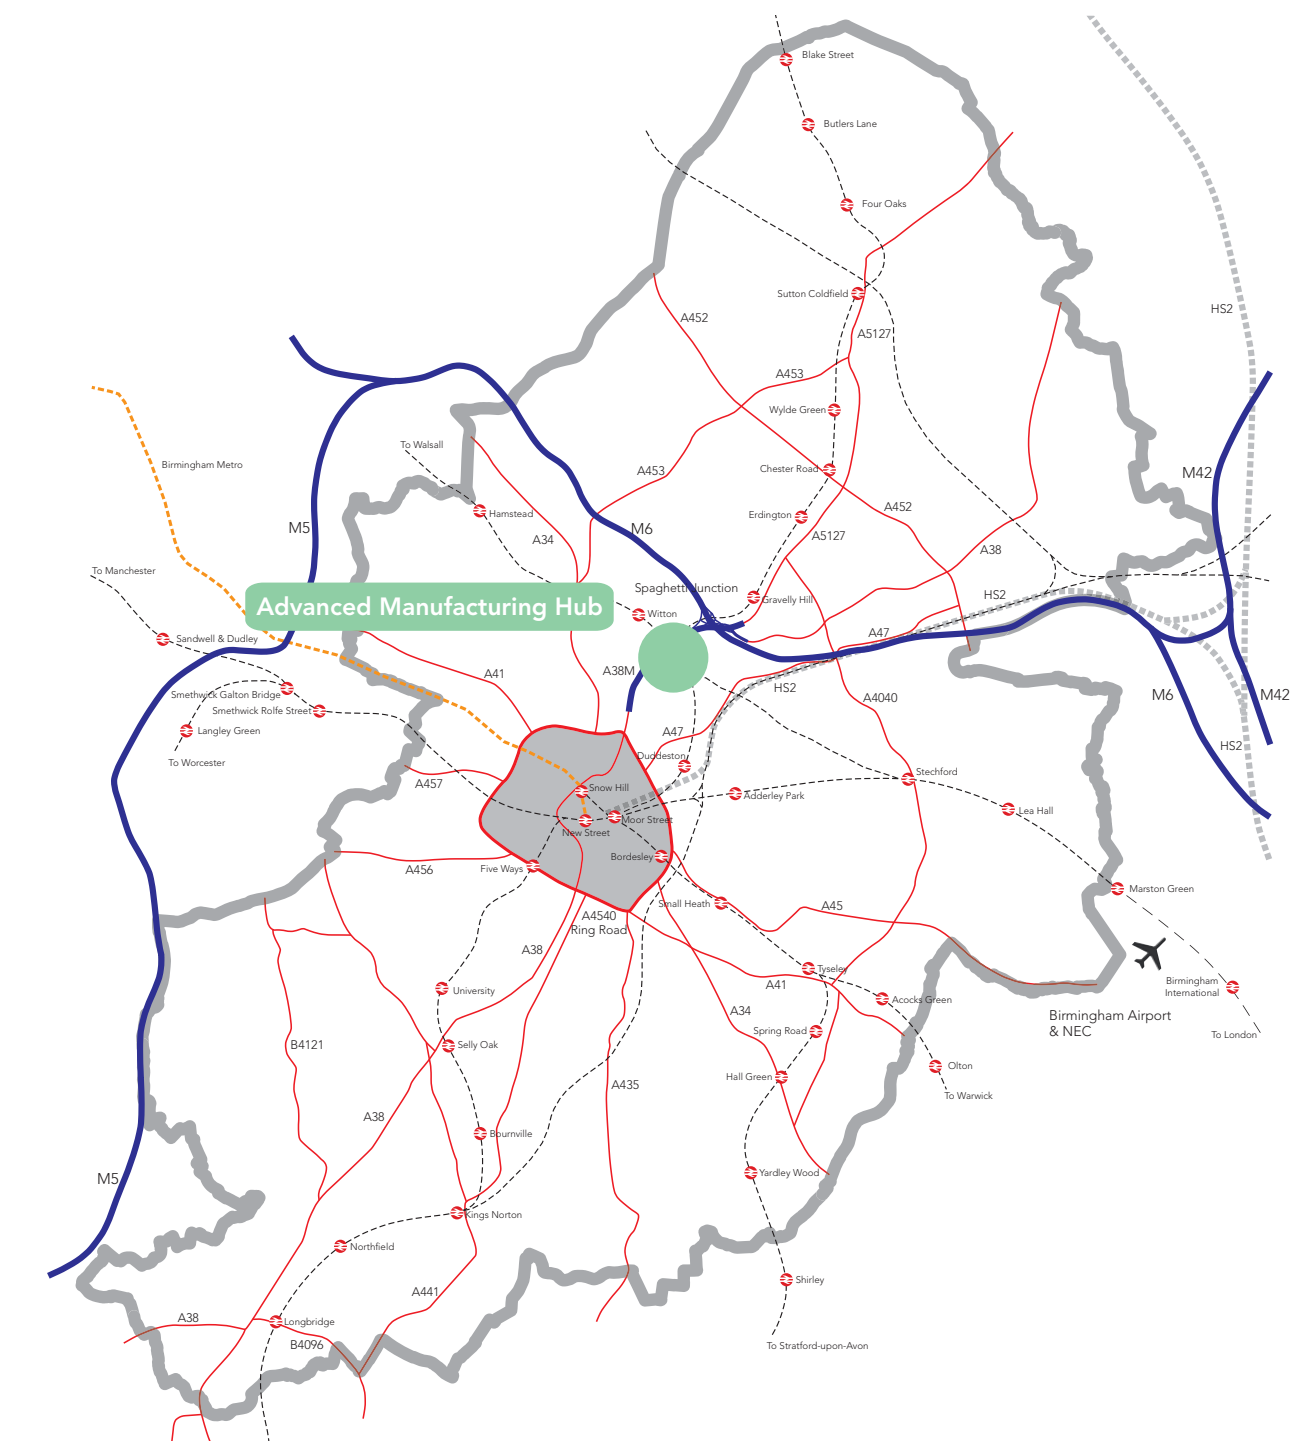 Blake Street
Butlers Lane
Four Oaks
Sutton Coldfield
HS2
A452
A5127
A453
Wylde Green
To Walsall
Birmingham Metro
A453
Chester Road
M42
Hamstead
A452
Erdington
M5
A34
M6
A5127
A38
To Manchester
Spaghetti Junction
Gravelly Hill
HS2
Advanced Manufacturing Hub
Witton
Sandwell & Dudley
A47
A41
A38M
HS2
A4040
M6
M42
Smethwick Galton Bridge
Smethwick Rolfe Street
Langley Green
A47
HS2
To Worcester
Duddeston
Stechford
A457
Snow Hill
Adderley Park
Lea Hall
Moor Street
New Street
Bordesley
A456
Five Ways
Marston Green
Small Heath
A45
A4540
Ring Road
A38
Tyseley
A41
Birmingham
International
University
Acocks Green
A34
Birmingham Airport
& NEC
Spring Road
To London
B4121
Selly Oak
Hall Green
Olton
A435
To Warwick
A38
Bournville
M5
Yardley Wood
Kings Norton
Northfield
Shirley
A441
A38
Longbridge
B4096
To Stratford-upon-Avon